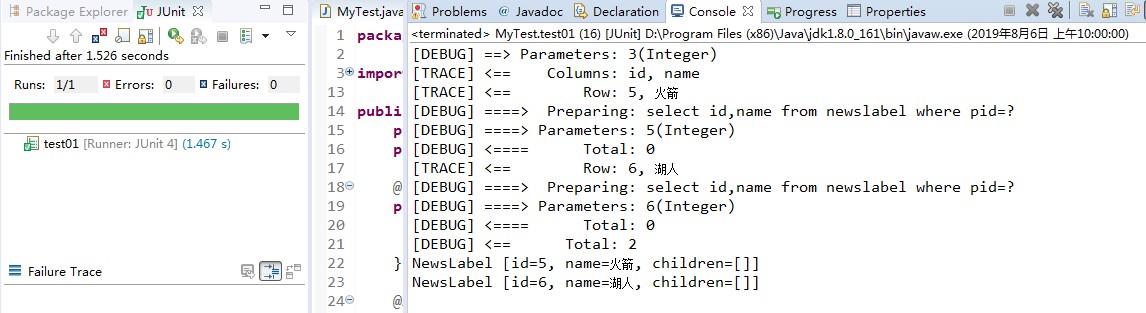 Package Explorer JUnit
Finished after 1.526 seconds
Runs: 1/1 Errors: 0 Failures: 0
test01 [Runner: JUnit 4] (1.467 s)
Failure Trace
MyTest.java
1 packa
2
3 impor
13
14 publi
15 p
16 p
17
18 @
19 p
20
21
22 }
23
24 @
Problems @ Javadoc Declaration Console Progress Properties
<terminated> MyTest.test01 (16) [JUnit] D:\Program Files (x86)\Java\jdk1.8.0_161\bin\javaw.exe (2019年8月6日 上午10:00:00)
[DEBUG] ==> Parameters: 3(Integer)
[TRACE] <==    Columns: id, name
[TRACE] <==        Row: 5, 火箭
[DEBUG] ====>  Preparing: select id,name from newslabel where pid=?
[DEBUG] ====> Parameters: 5(Integer)
[DEBUG] <====      Total: 0
[TRACE] <==        Row: 6, 湖人
[DEBUG] ====>  Preparing: select id,name from newslabel where pid=?
[DEBUG] ====> Parameters: 6(Integer)
[DEBUG] <====      Total: 0
[DEBUG] <==      Total: 2
NewsLabel [id=5, name=火箭, children=[]]
NewsLabel [id=6, name=湖人, children=[]]